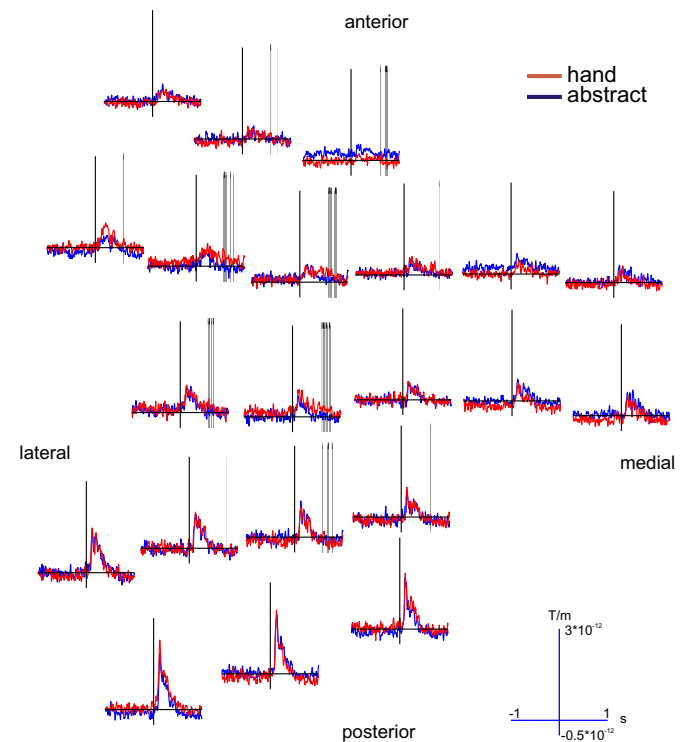 anterior
hand
abstract
lateral
medial
T/m
3*10⁻¹²
-1
1
s
-0.5*10⁻¹²
posterior